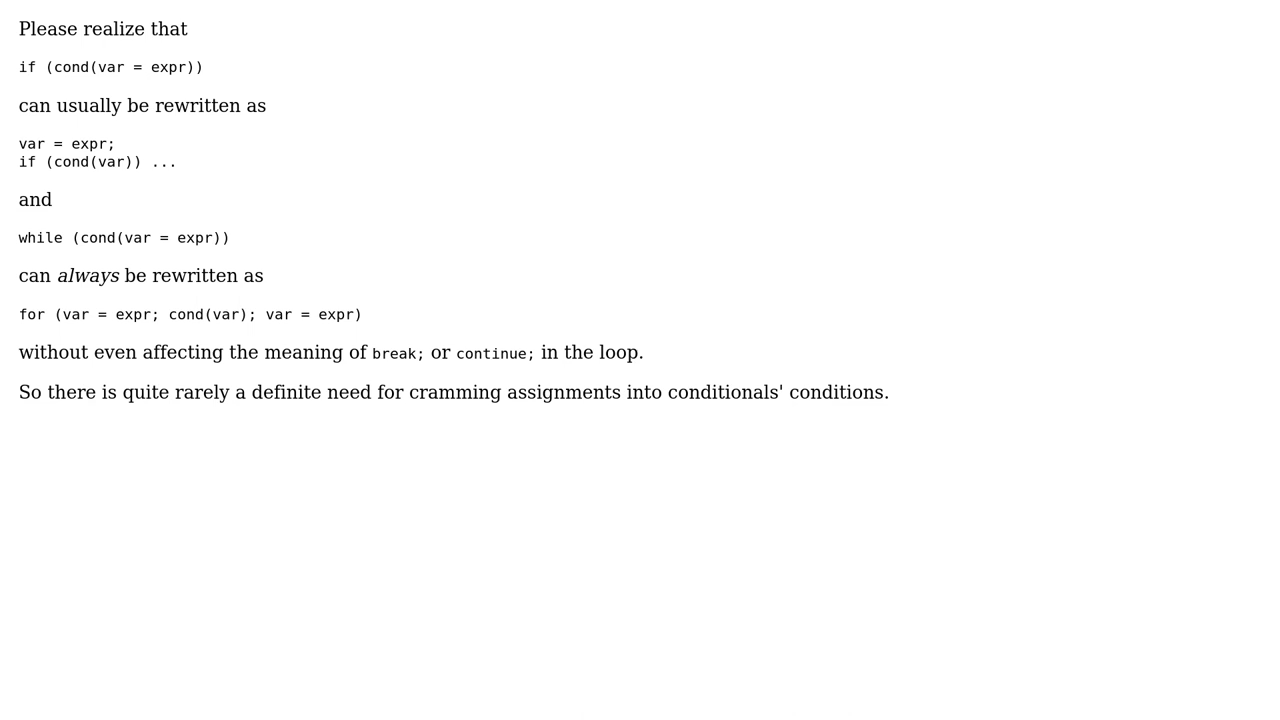 Please realize that
if (cond(var = expr))
can usually be rewritten as
var = expr;
if (cond(var)) ...
and
while (cond(var = expr))
can always be rewritten as
for (var = expr; cond(var); var = expr)
without even affecting the meaning of break; or continue; in the loop.
So there is quite rarely a definite need for cramming assignments into conditionals' conditions.